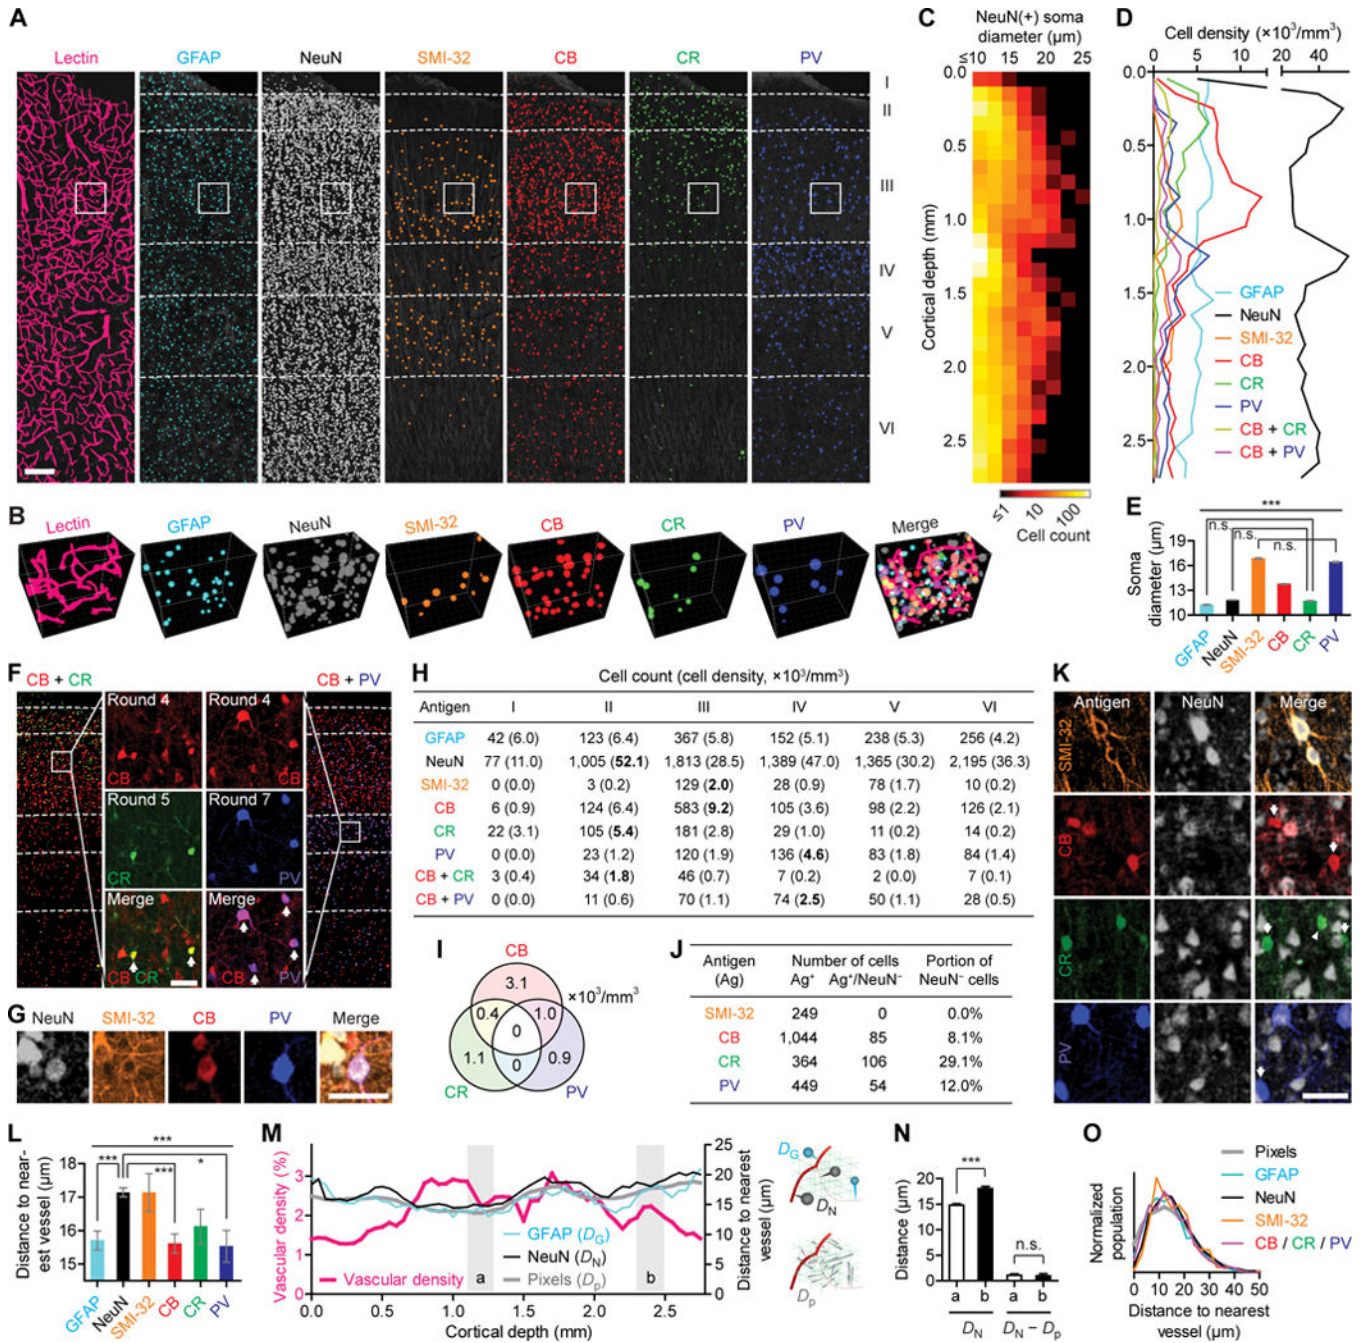 A
Lectin GFAP NeuN SMI-32 CB CR PV
I
II
III
IV
V
VI
B
Lectin GFAP NeuN SMI-32 CB CR PV Merge
C
NeuN(+) soma
diameter (µm)
≤10 15 20 25
Cortical depth (mm)
0.0
0.5
1.0
1.5
2.0
2.5
≤1 10 100
Cell count
D
Cell density (×10³/mm³)
0 5 10 20 40
0.0
0.5
1.0
1.5
2.0
2.5
GFAP
NeuN
SMI-32
CB
CR
PV
CB + CR
CB + PV
E
***
n.s.
n.s.
n.s.
Soma
diameter (µm)
19
16
13
10
GFAP NeuN SMI-32 CB CR PV
F
CB + CR CB + PV
Round 4 Round 4
CB CB
Round 5 Round 7
CR PV
Merge Merge
CB CR CB PV
G
NeuN SMI-32 CB PV Merge
H
Cell count (cell density, ×10³/mm³)
Antigen I II III IV V VI
GFAP 42 (6.0) 123 (6.4) 367 (5.8) 152 (5.1) 238 (5.3) 256 (4.2)
NeuN 77 (11.0) 1,005 (52.1) 1,813 (28.5) 1,389 (47.0) 1,365 (30.2) 2,195 (36.3)
SMI-32 0 (0.0) 3 (0.2) 129 (2.0) 28 (0.9) 78 (1.7) 10 (0.2)
CB 6 (0.9) 124 (6.4) 583 (9.2) 105 (3.6) 98 (2.2) 126 (2.1)
CR 22 (3.1) 105 (5.4) 181 (2.8) 29 (1.0) 11 (0.2) 14 (0.2)
PV 0 (0.0) 23 (1.2) 120 (1.9) 136 (4.6) 83 (1.8) 84 (1.4)
CB + CR 3 (0.4) 34 (1.8) 46 (0.7) 7 (0.2) 2 (0.0) 7 (0.1)
CB + PV 0 (0.0) 11 (0.6) 70 (1.1) 74 (2.5) 50 (1.1) 28 (0.5)
I
CB
×10³/mm³
3.1
0.4 1.0
0
1.1 0 0.9
CR PV
J
Antigen Number of cells Portion of
(Ag) Ag⁺ Ag⁺/NeuN⁻ NeuN⁻ cells
SMI-32 249 0 0.0%
CB 1,044 85 8.1%
CR 364 106 29.1%
PV 449 54 12.0%
K
Antigen NeuN Merge
SMI-32
CB
CR
PV
L
***
*** *** *
Distance to near-
est vessel (µm)
18
17
16
15
GFAP NeuN SMI-32 CB CR PV
M
Vascular density (%)
3
2
1
0
0.0 0.5 1.0 1.5 2.0 2.5
Cortical depth (mm)
25
20
15
10
5
0
Distance to nearest
vessel (µm)
GFAP (D_G)
NeuN (D_N)
Pixels (D_p)
Vascular density
a b
D_G
D_N
D_p
N
Distance (µm)
15
10
5
0
***
n.s.
a b a b
D_N D_N − D_p
O
Normalized
population
Pixels
GFAP
NeuN
SMI-32
CB / CR / PV
0 10 20 30 40 50
Distance to nearest
vessel (µm)